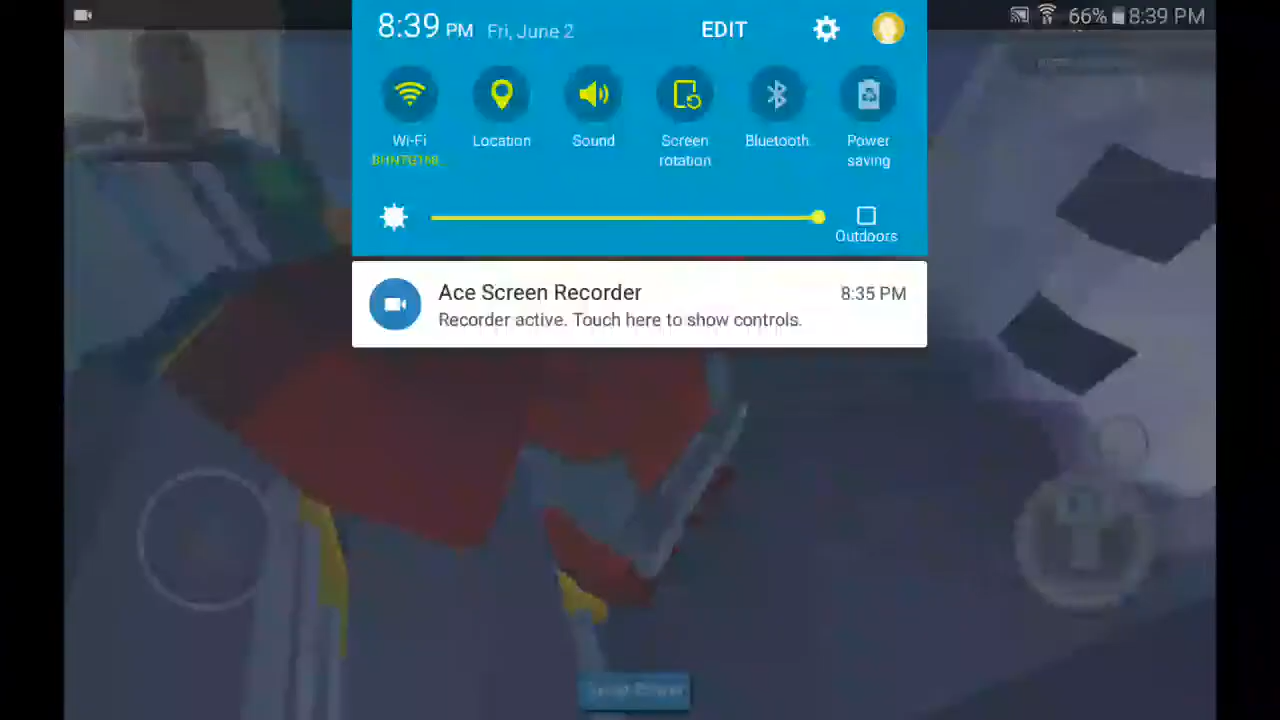 8:39 PM Fri, June 2 EDIT
66% 8:39 PM
Wi-Fi
Location
Sound
Screen
rotation
Bluetooth
Power
saving
Outdoors
Ace Screen Recorder 8:35 PM
Recorder active. Touch here to show controls.